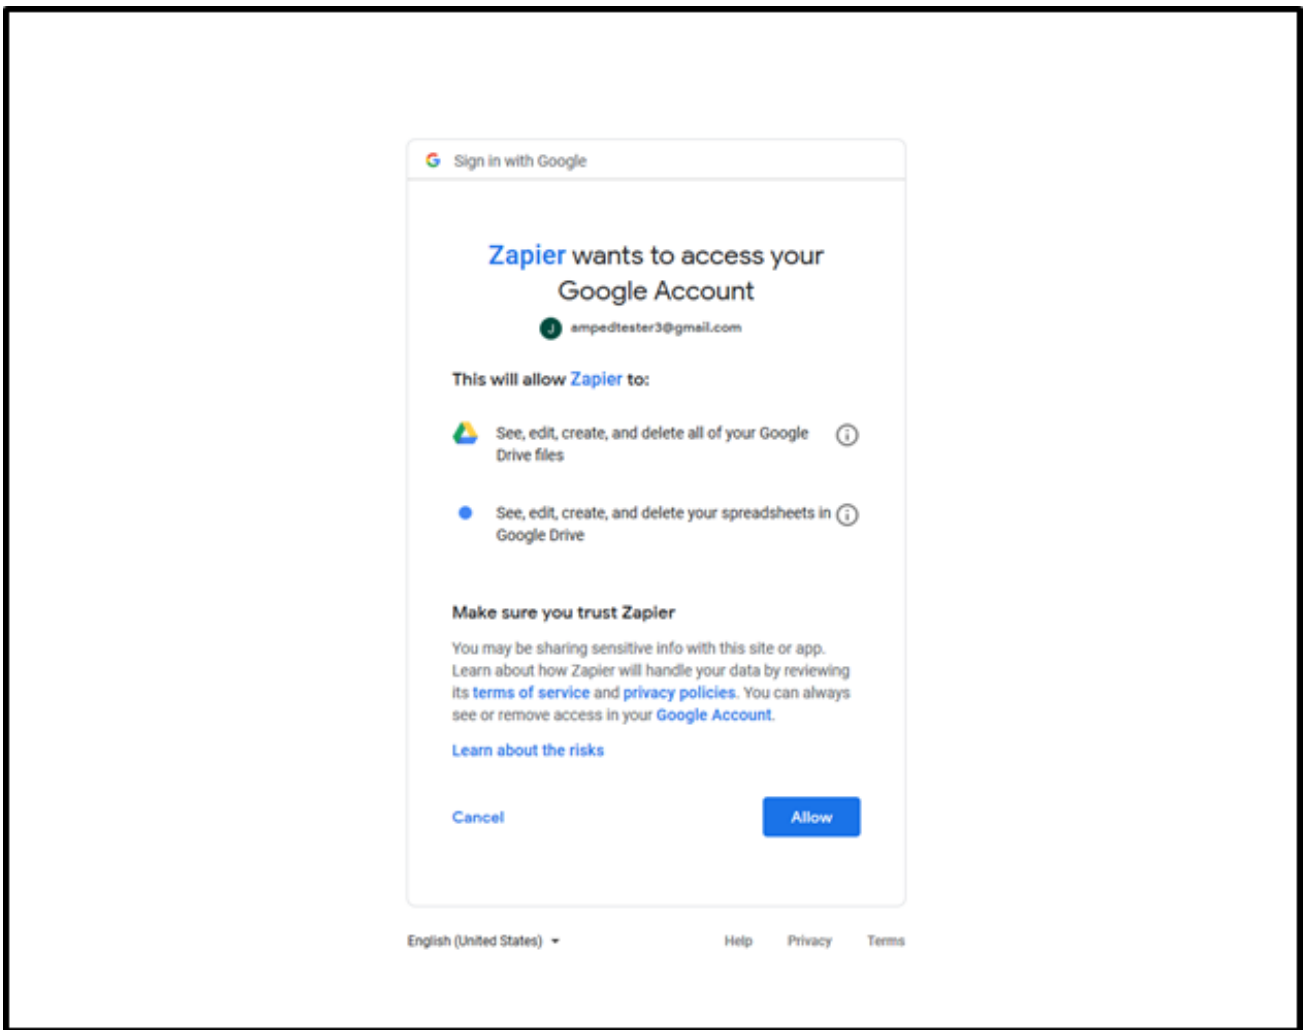 Sign in with Google
Zapier wants to access your
Google Account
J ampedtester3@gmail.com
This will allow Zapier to:
See, edit, create, and delete all of your Google
Drive files
See, edit, create, and delete your spreadsheets in
Google Drive
Make sure you trust Zapier
You may be sharing sensitive info with this site or app.
Learn about how Zapier will handle your data by reviewing
its terms of service and privacy policies. You can always
see or remove access in your Google Account.
Learn about the risks
Cancel Allow
English (United States) Help Privacy Terms